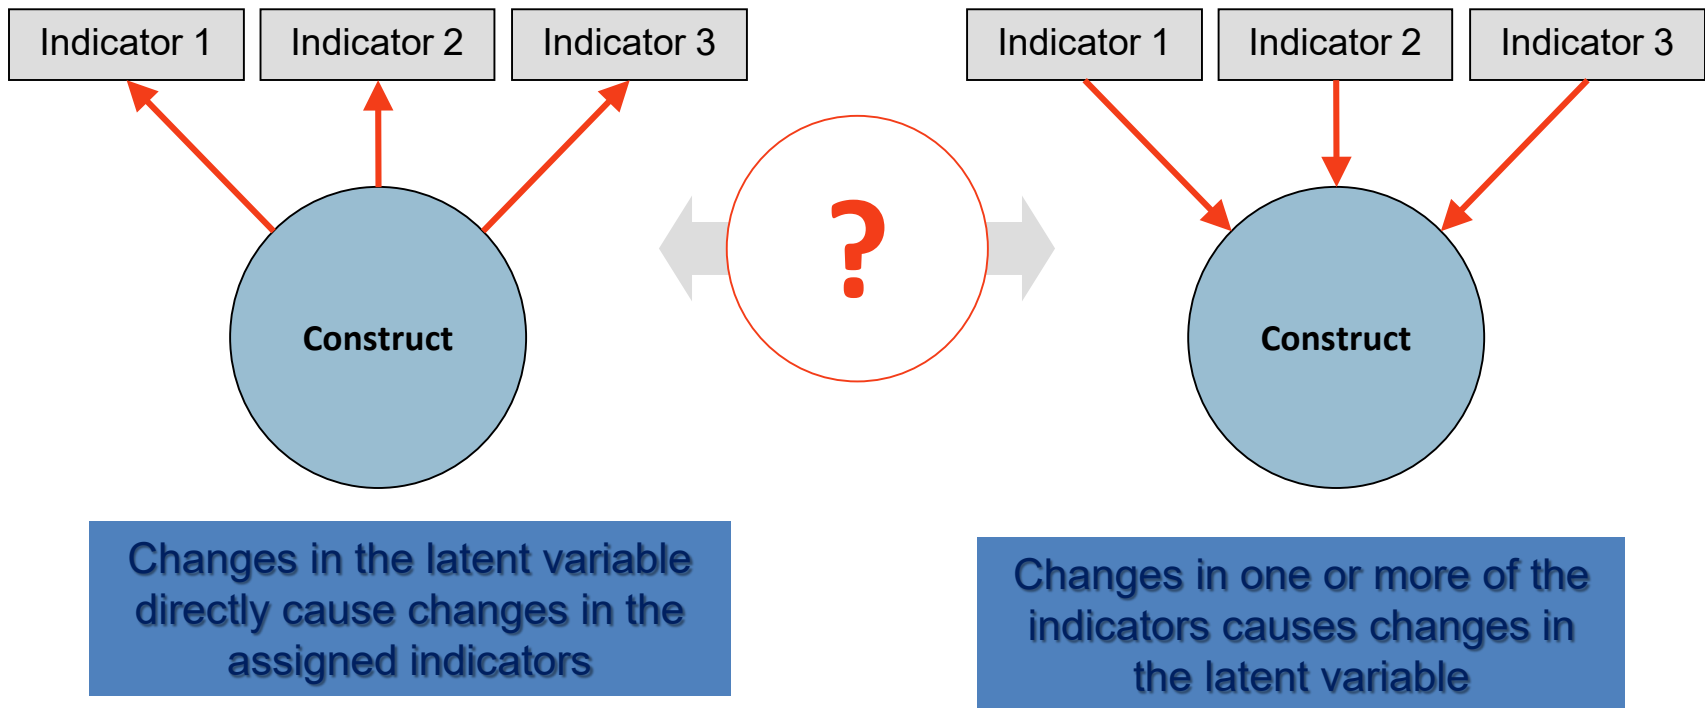 Indicator 1
Indicator 2
Indicator 3
Indicator 1
Indicator 2
Indicator 3
?
Construct
Construct
Changes in the latent variable
directly cause changes in the
assigned indicators
Changes in one or more of the
indicators causes changes in
the latent variable